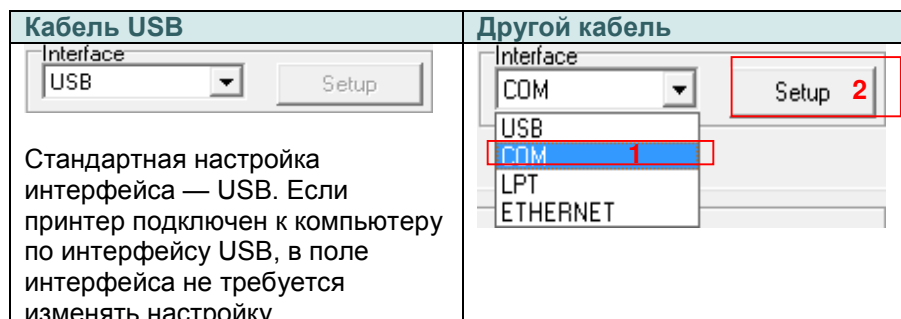 Кабель USB
Interface
USB
Setup
Стандартная настройка
интерфейса — USB. Если
принтер подключен к компьютеру
по интерфейсу USB, в поле
интерфейса не требуется
изменять настройку
Другой кабель
Interface
COM
Setup 2
USB
COM 1
LPT
ETHERNET